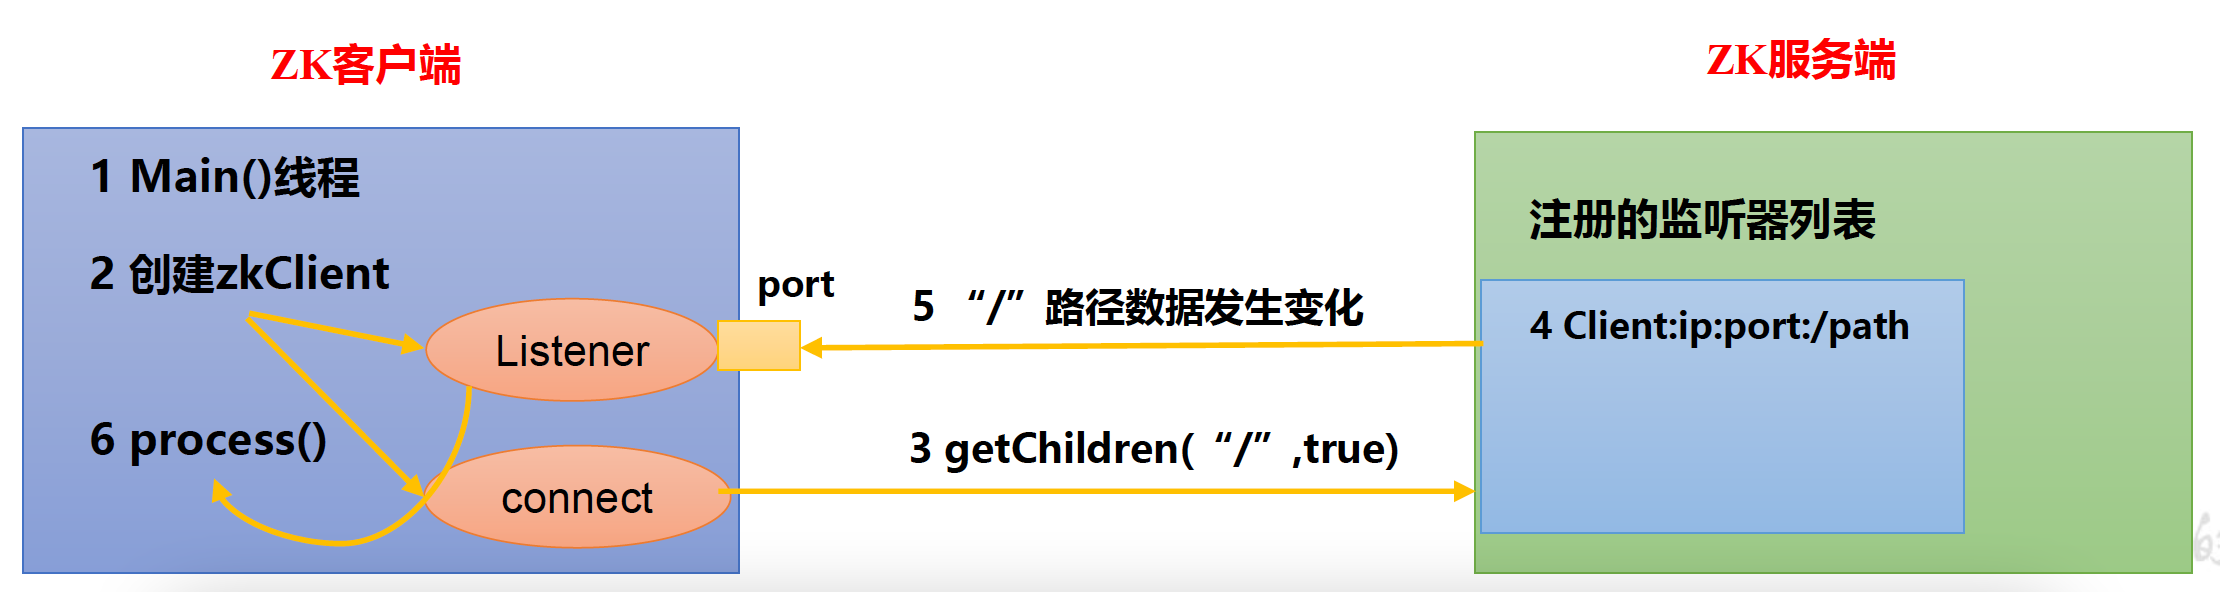 ZK客户端
ZK服务端
1 Main()线程
2 创建zkClient
Listener
port
6 process()
connect
5 “/”路径数据发生变化
3 getChildren(“/”,true)
注册的监听器列表
4 Client:ip:port:/path